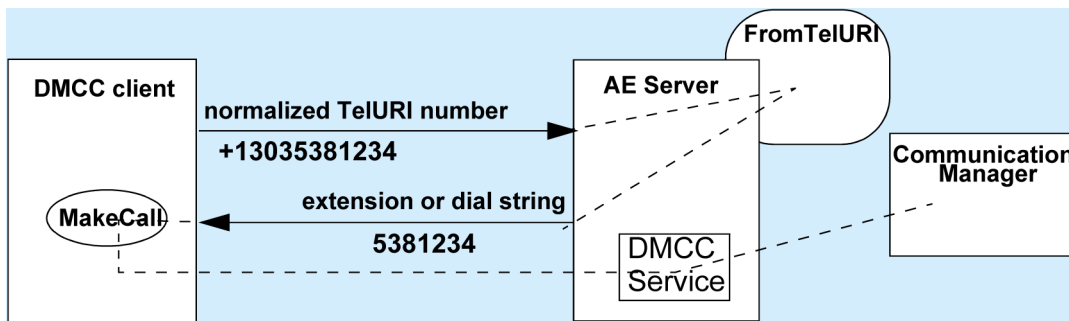 FromTelURI
DMCC client
AE Server
normalized TelURI number
+13035381234
Communication
Manager
extension or dial string
MakeCall
5381234
DMCC
Service